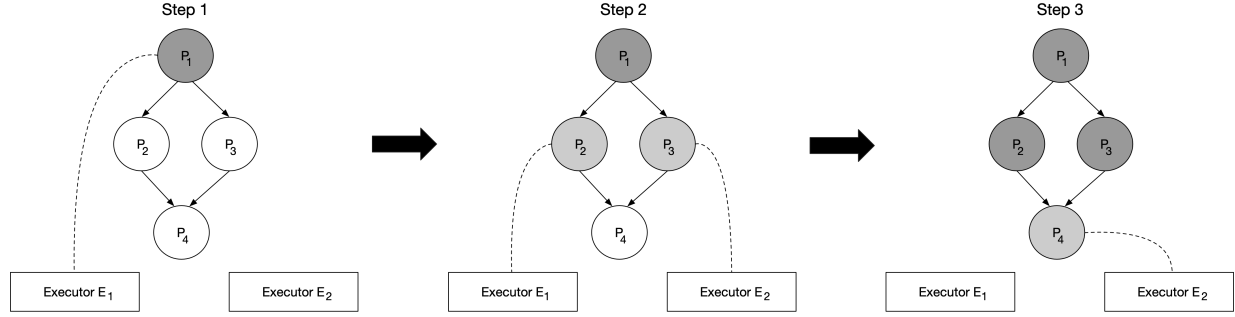 Step 1
P1
P2
P3
P4
Executor E1
Executor E2
Step 2
P1
P2
P3
P4
Executor E1
Executor E2
Step 3
P1
P2
P3
P4
Executor E1
Executor E2